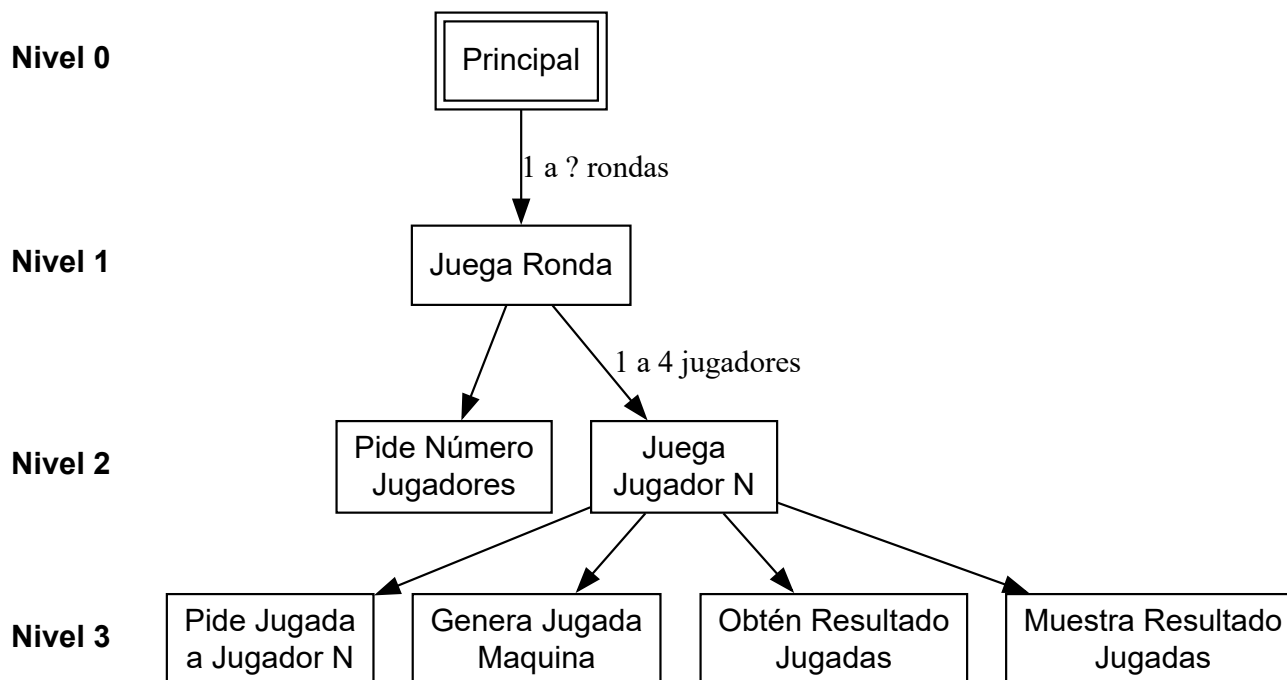 Nivel 0
Principal
1 a ? rondas
Nivel 1
Juega Ronda
1 a 4 jugadores
Nivel 2
Pide Número
Jugadores
Juega
Jugador N
Nivel 3
Pide Jugada
a Jugador N
Genera Jugada
Maquina
Obtén Resultado
Jugadas
Muestra Resultado
Jugadas